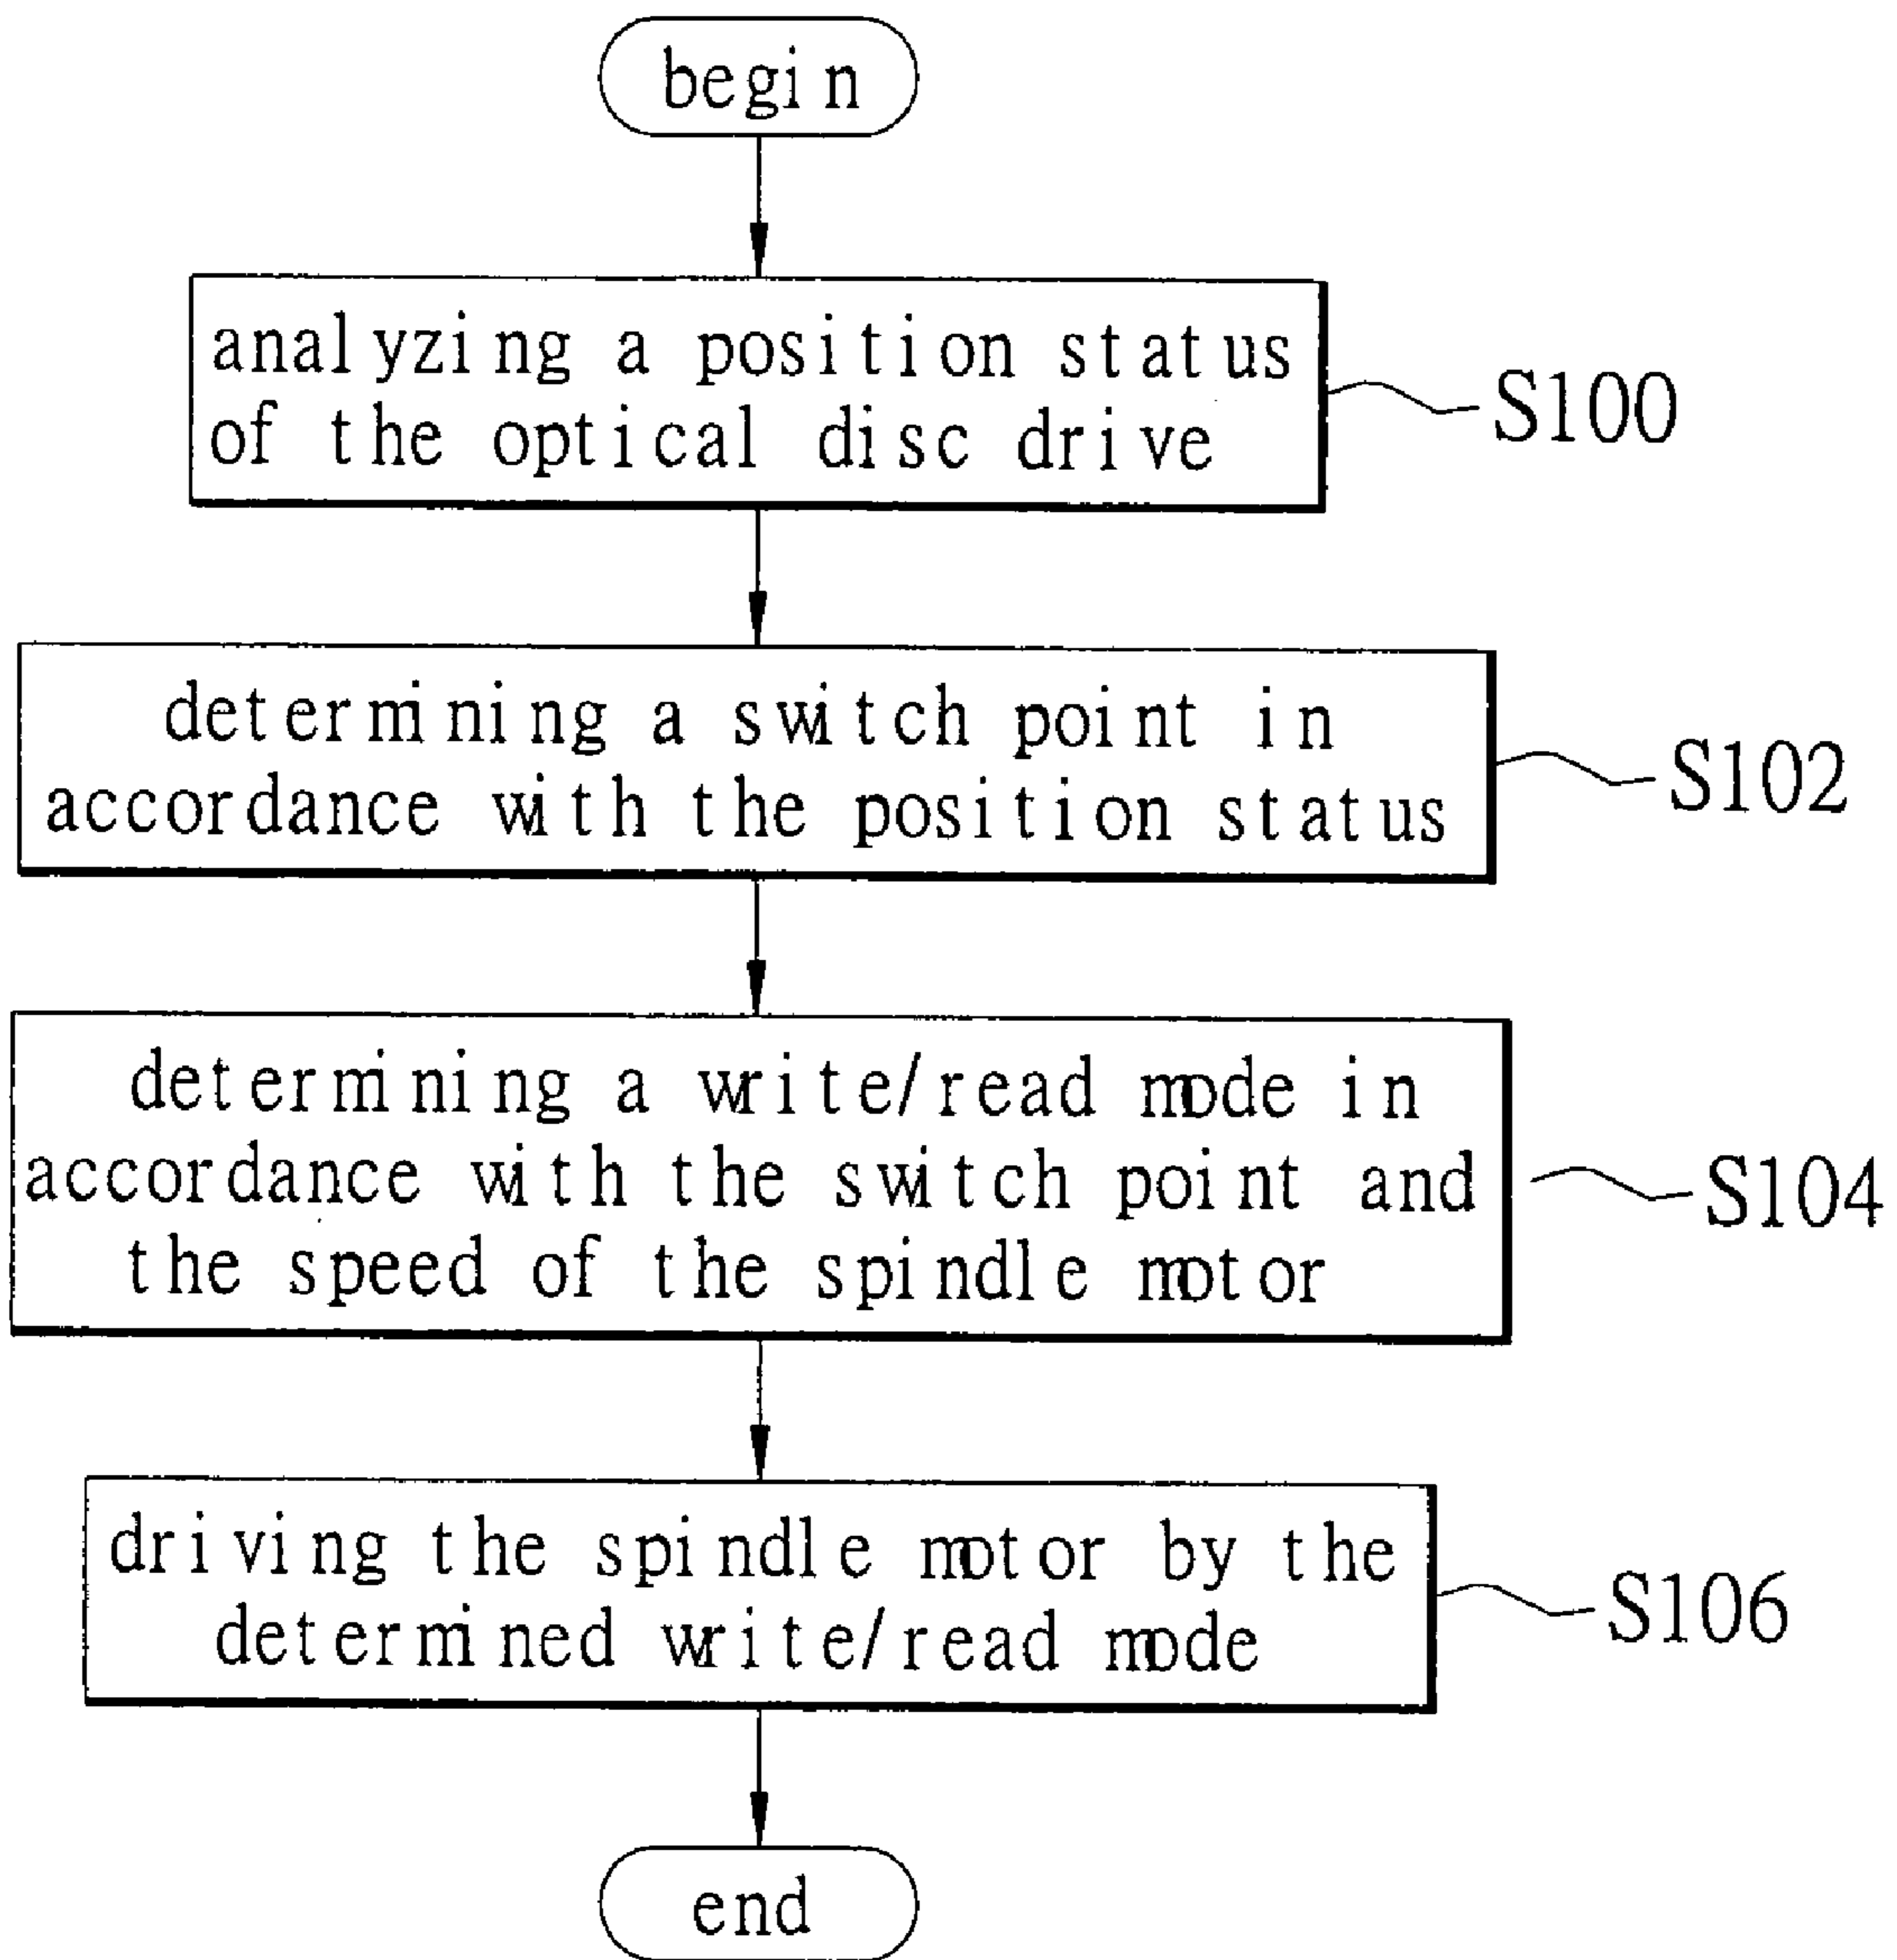 begin
analyzing a position status
of the optical disc drive
S100
determining a switch point in
accordance with the position status
S102
determining a write/read mode in
accordance with the switch point and
the speed of the spindle motor
S104
driving the spindle motor by the
determined write/read mode
S106
end